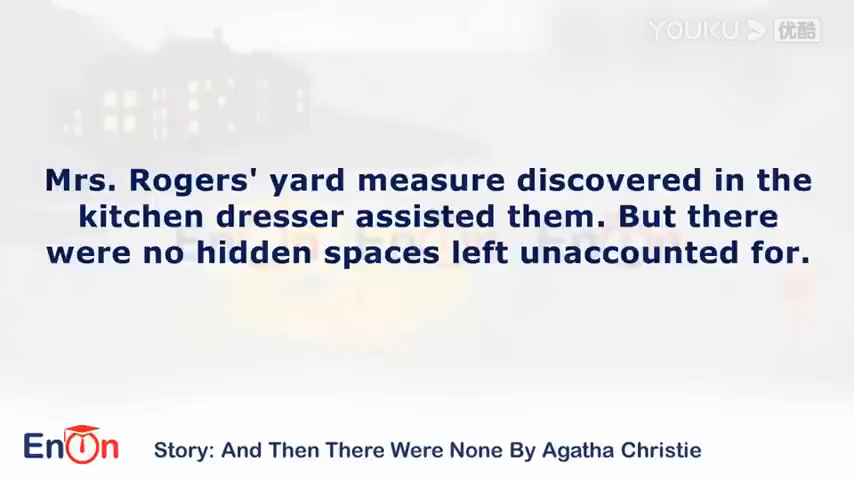 YOUKU 优酷
Mrs. Rogers' yard measure discovered in the
kitchen dresser assisted them. But there
were no hidden spaces left unaccounted for.
EnOn
Story: And Then There Were None By Agatha Christie